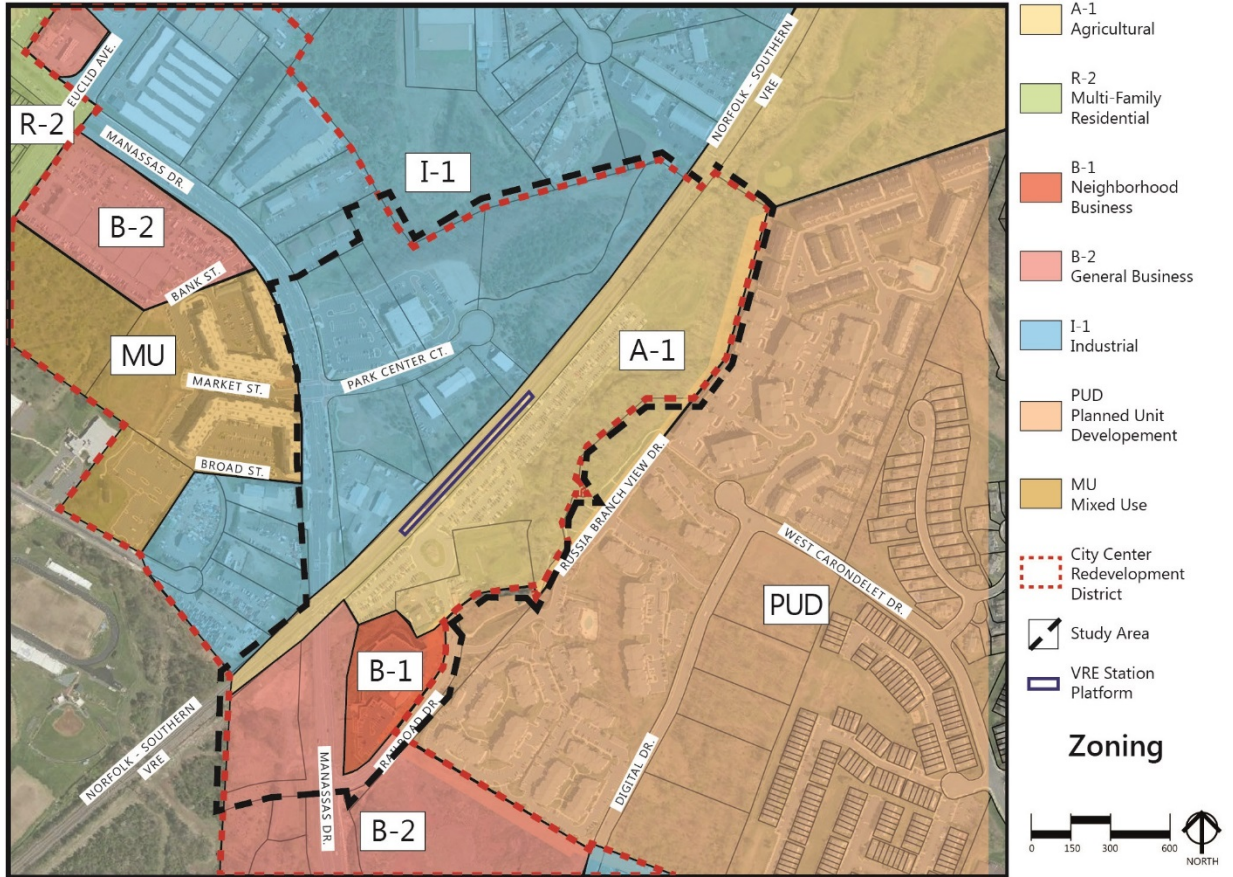 EUCLID AVE.
R-2
MANASSAS DR.
B-2
BANK ST.
MU
MARKET ST.
BROAD ST.
I-1
PARK CENTER CT.
NORFOLK - SOUTHERN
VRE
A-1
RUSSIA BRANCH VIEW DR.
WEST CARONDELET DR.
PUD
B-1
RAILROAD DR.
NORFOLK - SOUTHERN
VRE
MANASSAS DR.
B-2
DIGITAL DR.
A-1
Agricultural
R-2
Multi-Family
Residential
B-1
Neighborhood
Business
B-2
General Business
I-1
Industrial
PUD
Planned Unit
Developement
MU
Mixed Use
City Center
Redevelopment
District
Study Area
VRE Station
Platform
Zoning
0 150 300 600
NORTH